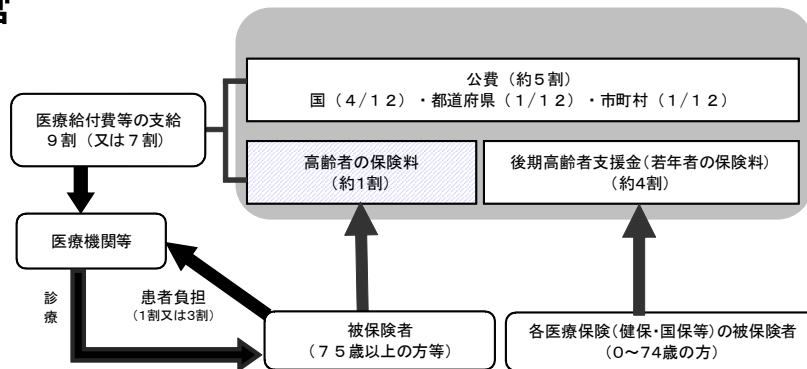 公費（約５割）
国（４/１２）・都道府県（１/１２）・市町村（１/１２）
医療給付費等の支給
９割（又は７割）
高齢者の保険料
（約1割）
後期高齢者支援金（若年者の保険料）
（約4割）
医療機関等
診療
患者負担
（1割又は3割）
被保険者
（７５歳以上の方等）
各医療保険（健保・国保等）の被保険者
（0～74歳の方）